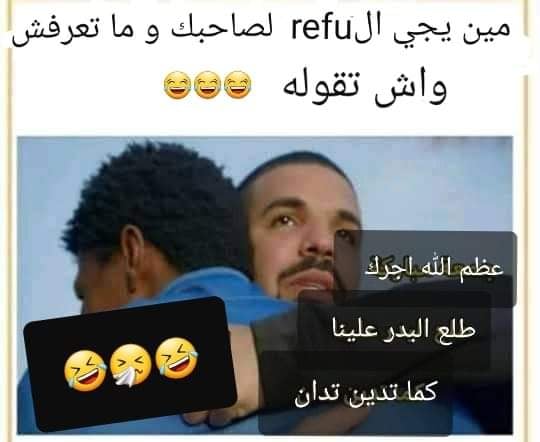 مين يجي الrefu لصاحبك و ما تعرفش
واش تقوله 😂😂😂
عظم الله اجرك
طلع البدر علينا
كما تدين تدان
🤣🤧🤣